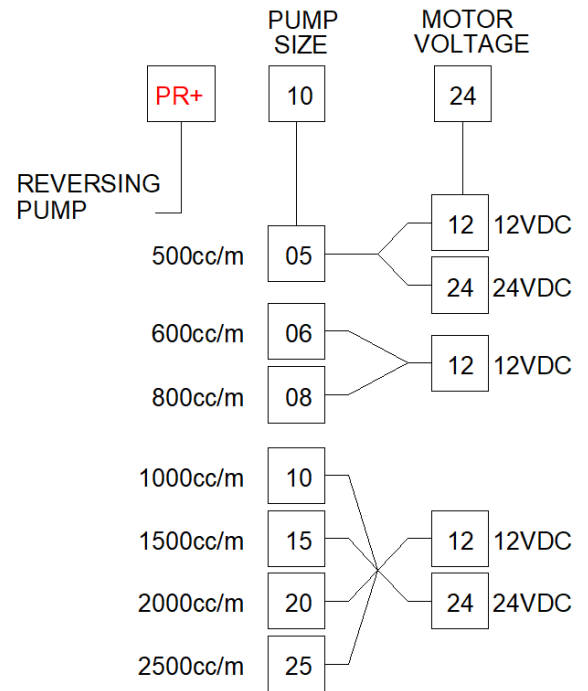 PUMP
SIZE
MOTOR
VOLTAGE
PR+
10
24
REVERSING
PUMP
12 12VDC
500cc/m 05
24 24VDC
600cc/m 06
12 12VDC
800cc/m 08
1000cc/m 10
1500cc/m 15
12 12VDC
2000cc/m 20
24 24VDC
2500cc/m 25